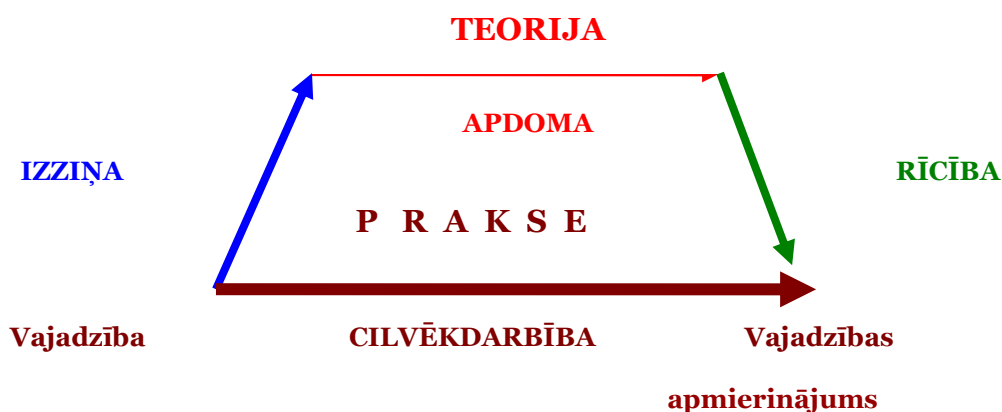 TEORIJA
APDOMA
IZZIŅA
RĪCĪBA
P R A K S E
Vajadzība
CILVĒKDARBĪBA
Vajadzības
apmierinājums